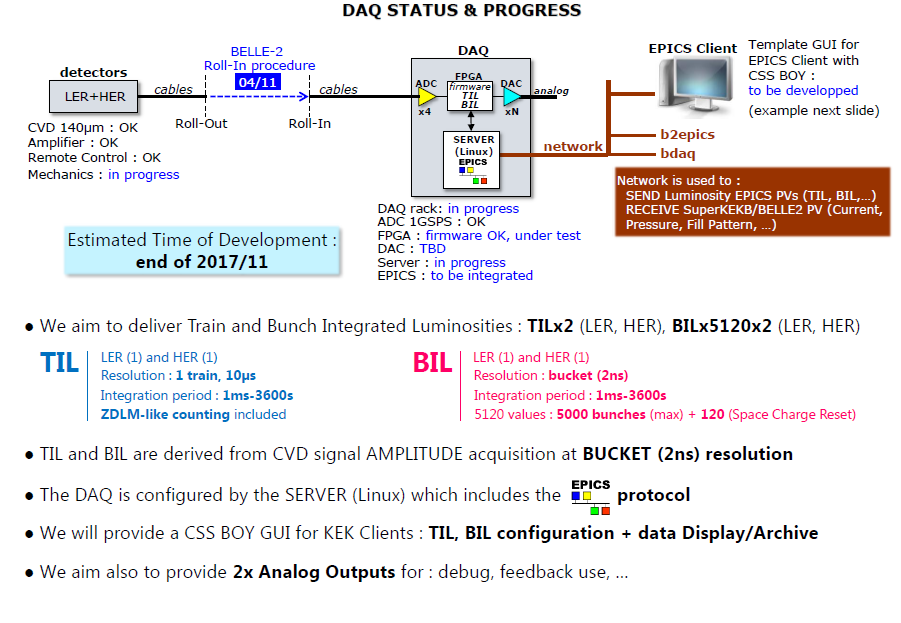 DAQ STATUS & PROGRESS
detectors
LER+HER
cables
BELLE-2
Roll-In procedure
04/11
Roll-Out
Roll-In
cables
CVD 140µm : OK
Amplifier : OK
Remote Control : OK
Mechanics : in progress
DAQ
ADC
x4
FPGA
firmware
TIL
BIL
DAC
xN
analog
SERVER
(Linux)
EPICS
network
EPICS Client
Template GUI for
EPICS Client with
CSS BOY :
to be developped
(example next slide)
b2epics
bdaq
Network is used to :
SEND Luminosity EPICS PVs (TIL, BIL,...)
RECEIVE SuperKEKB/BELLE2 PV (Current,
Pressure, Fill Pattern, ...)
DAQ rack: in progress
ADC 1GSPS : OK
FPGA : firmware OK, under test
DAC : TBD
Server : in progress
EPICS : to be integrated
Estimated Time of Development :
end of 2017/11
● We aim to deliver Train and Bunch Integrated Luminosities : TILx2 (LER, HER), BILx5120x2 (LER, HER)
TIL
LER (1) and HER (1)
Resolution : 1 train, 10µs
Integration period : 1ms-3600s
ZDLM-like counting included
BIL
LER (1) and HER (1)
Resolution : bucket (2ns)
Integration period : 1ms-3600s
5120 values : 5000 bunches (max) + 120 (Space Charge Reset)
● TIL and BIL are derived from CVD signal AMPLITUDE acquisition at BUCKET (2ns) resolution
● The DAQ is configured by the SERVER (Linux) which includes the EPICS protocol
● We will provide a CSS BOY GUI for KEK Clients : TIL, BIL configuration + data Display/Archive
● We aim also to provide 2x Analog Outputs for : debug, feedback use, ...